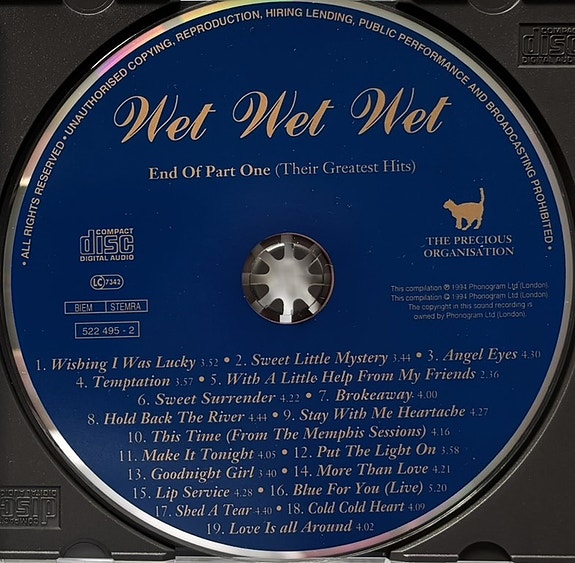 • ALL RIGHTS RESERVED • UNAUTHORISED COPYING, REPRODUCTION, HIRING LENDING, PUBLIC PERFORMANCE AND BROADCASTING PROHIBITED •
Wet Wet Wet
End Of Part One (Their Greatest Hits)
COMPACT
disc
DIGITAL AUDIO
LC 7342
BIEM STEMRA
522 495 - 2
THE PRECIOUS
ORGANISATION
This compilation ℗ 1994 Phonogram Ltd (London)
This compilation © 1994 Phonogram Ltd (London).
The copyright in this sound recording is
owned by Phonogram Ltd (London)
1. Wishing I Was Lucky 3.52 • 2. Sweet Little Mystery 3.44 • 3. Angel Eyes 4.30
4. Temptation 3.57 • 5. With A Little Help From My Friends 2.36
6. Sweet Surrender 4.22 • 7. Brokeaway 4.00
8. Hold Back The River 4.44 • 9. Stay With Me Heartache 4.27
10. This Time (From The Memphis Sessions) 4.16
11. Make It Tonight 4.05 • 12. Put The Light On 3.58
13. Goodnight Girl 3.40 • 14. More Than Love 4.21
15. Lip Service 4.28 • 16. Blue For You (Live) 5.20
17. Shed A Tear 4.40 • 18. Cold Cold Heart 4.09
19. Love Is all Around 4.02
COMPACT
disc
DIGITAL AUDIO
COMPACT
disc
DIGITAL AUDIO